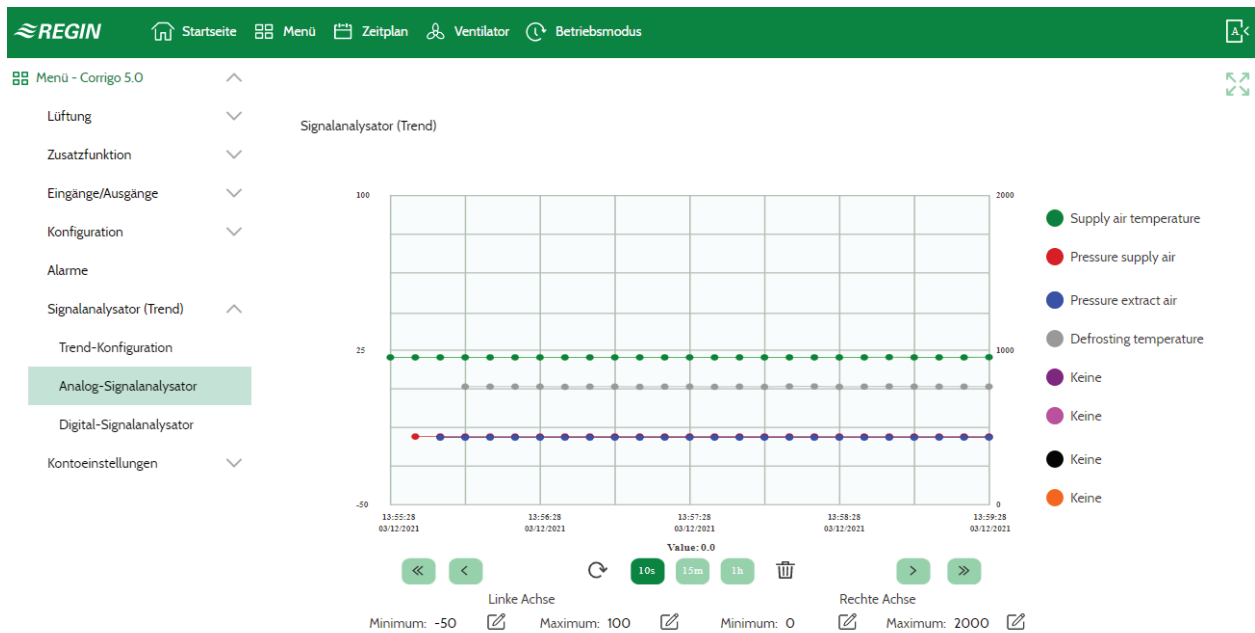 REGIN Startseite Menü Zeitplan Ventilator Betriebsmodus A
Menü - Corrigo 5.0
Lüftung
Zusatzfunktion
Eingänge/Ausgänge
Konfiguration
Alarme
Signalanalysator (Trend)
Trend-Konfiguration
Analog-Signalanalysator
Digital-Signalanalysator
Kontoeinstellungen
Signalanalysator (Trend)
100 2000
25 1000
-50 0
13:55:28 13:56:28 13:57:28 13:58:28 13:59:28
03/12/2021 03/12/2021 03/12/2021 03/12/2021 03/12/2021
Value: 0.0
Supply air temperature
Pressure supply air
Pressure extract air
Defrosting temperature
Keine
Keine
Keine
Keine
10s 15m 1h
Linke Achse Rechte Achse
Minimum: -50 Maximum: 100 Minimum: 0 Maximum: 2000